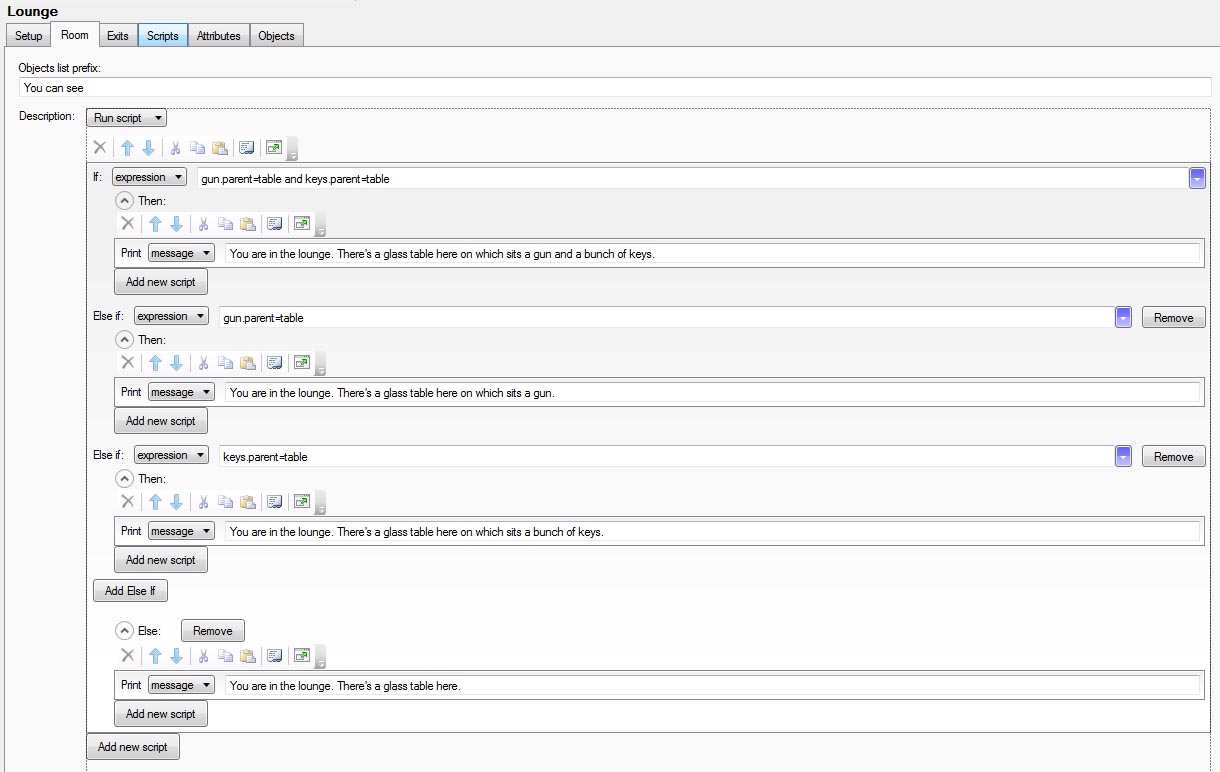 Lounge
Setup Room Exits Scripts Attributes Objects
Objects list prefix:
You can see
Description: Run script
If: expression gun.parent=table and keys.parent=table
Then:
Print message You are in the lounge. There's a glass table here on which sits a gun and a bunch of keys.
Add new script
Else if: expression gun.parent=table Remove
Then:
Print message You are in the lounge. There's a glass table here on which sits a gun.
Add new script
Else if: expression keys.parent=table Remove
Then:
Print message You are in the lounge. There's a glass table here on which sits a bunch of keys.
Add new script
Add Else If
Else: Remove
Print message You are in the lounge. There's a glass table here.
Add new script
Add new script